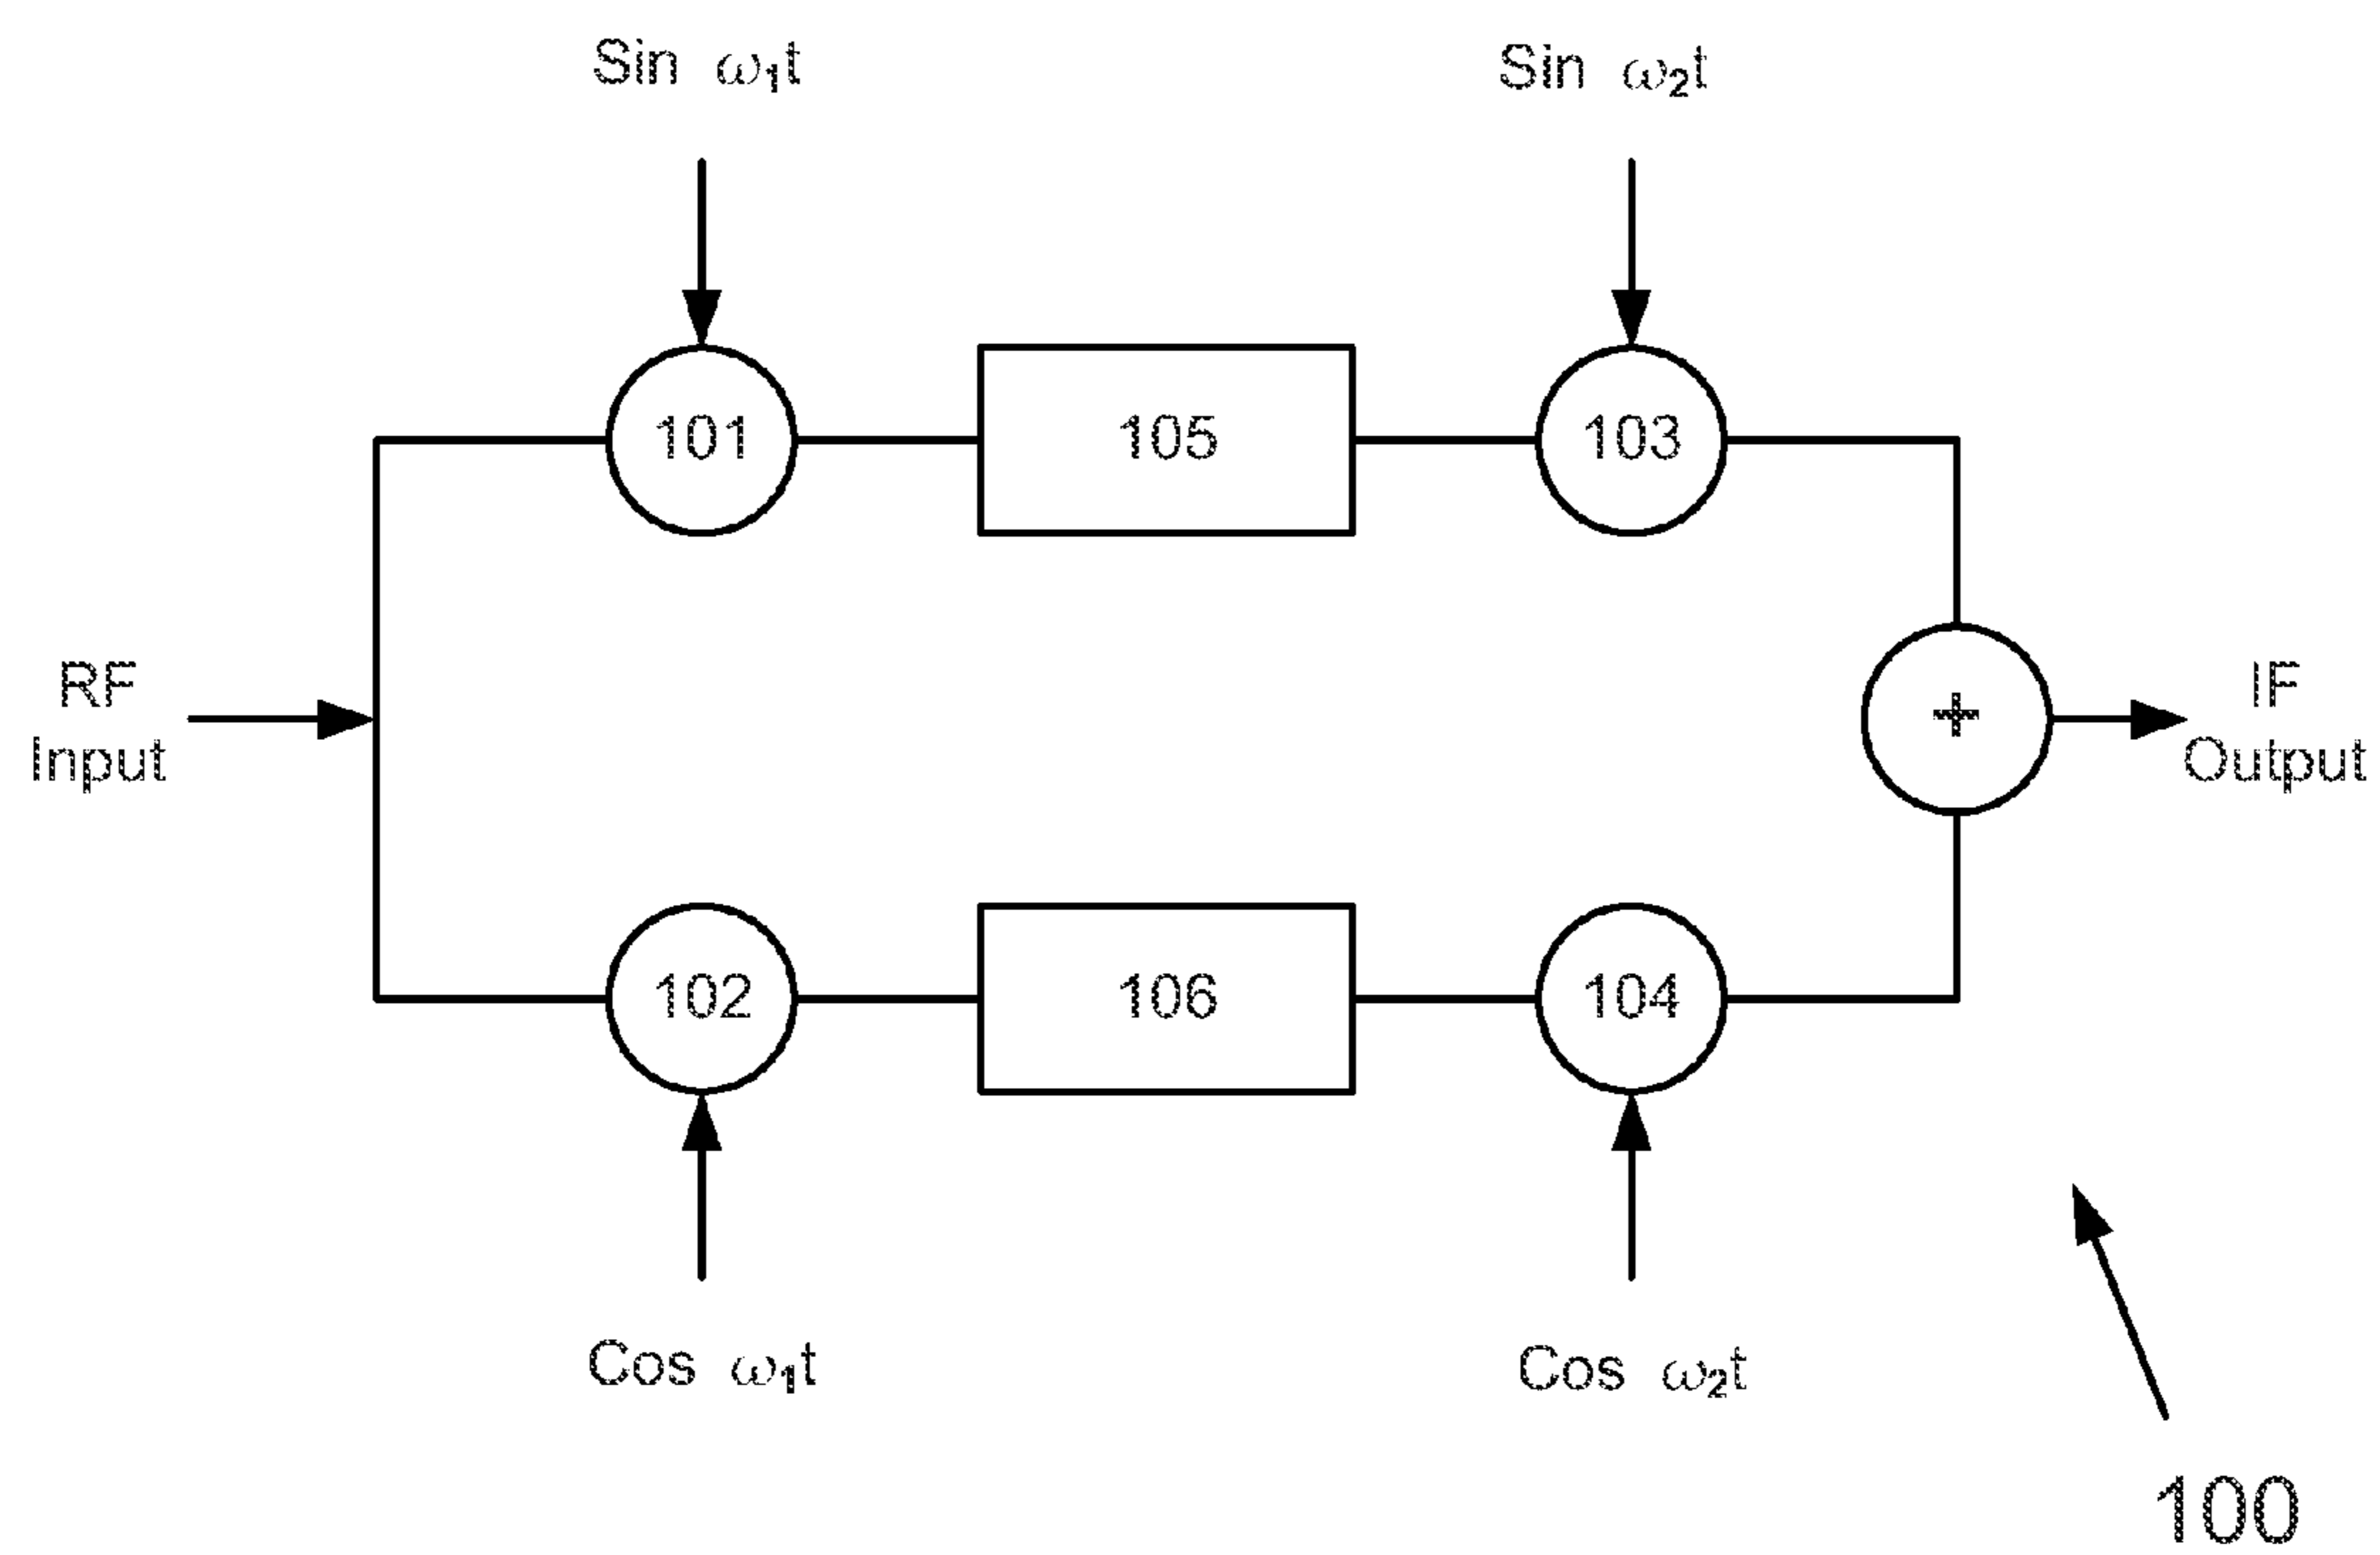 Sin ω₁t
Sin ω₂t
101
105
103
RF
Input
+
IF
Output
102
106
104
Cos ω₁t
Cos ω₂t
100